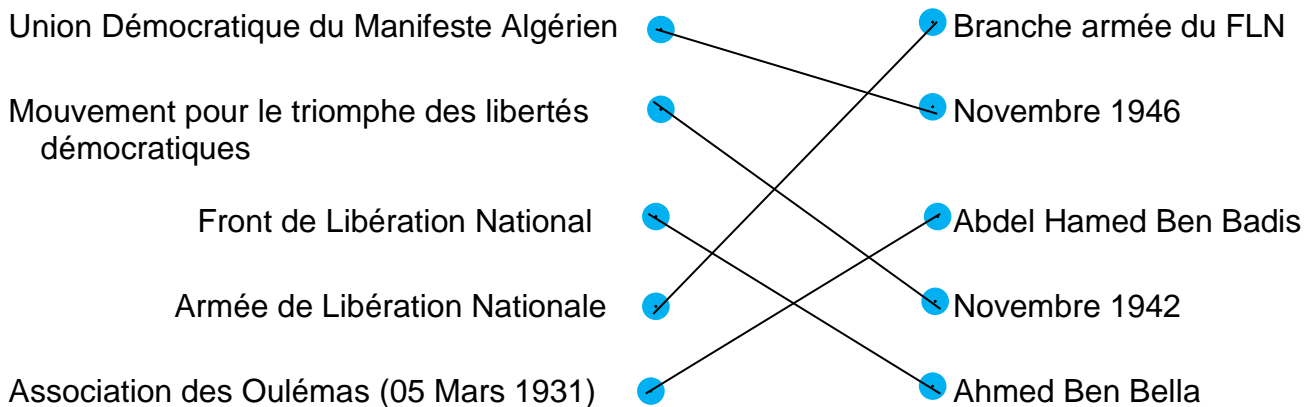 Union Démocratique du Manifeste Algérien
Branche armée du FLN
Mouvement pour le triomphe des libertés
démocratiques
Novembre 1946
Front de Libération National
Abdel Hamed Ben Badis
Armée de Libération Nationale
Novembre 1942
Association des Oulémas (05 Mars 1931)
Ahmed Ben Bella